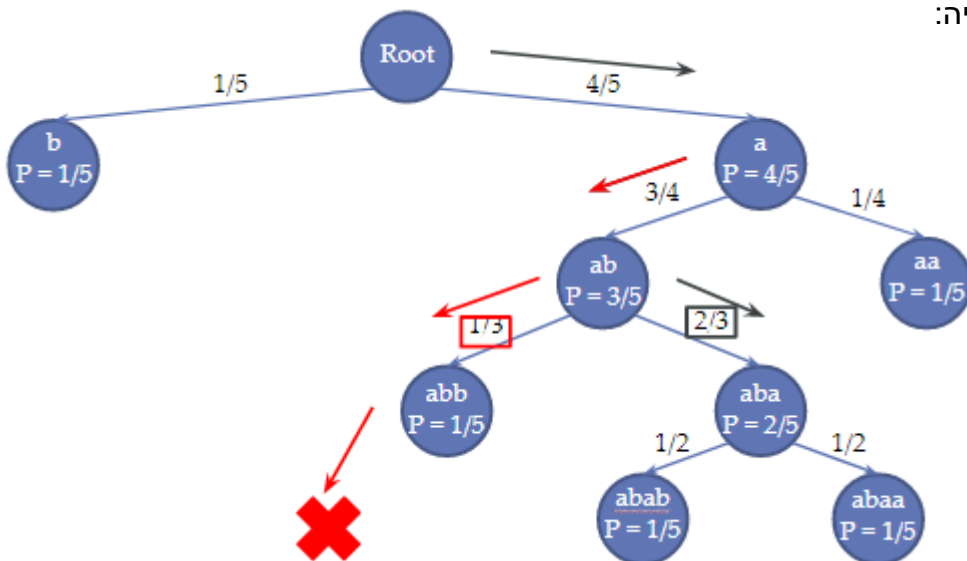 יה:
Root
1/5
4/5
b
P = 1/5
a
P = 4/5
3/4
1/4
ab
P = 3/5
aa
P = 1/5
1/3
2/3
abb
P = 1/5
aba
P = 2/5
1/2
1/2
abab
P = 1/5
abaa
P = 1/5